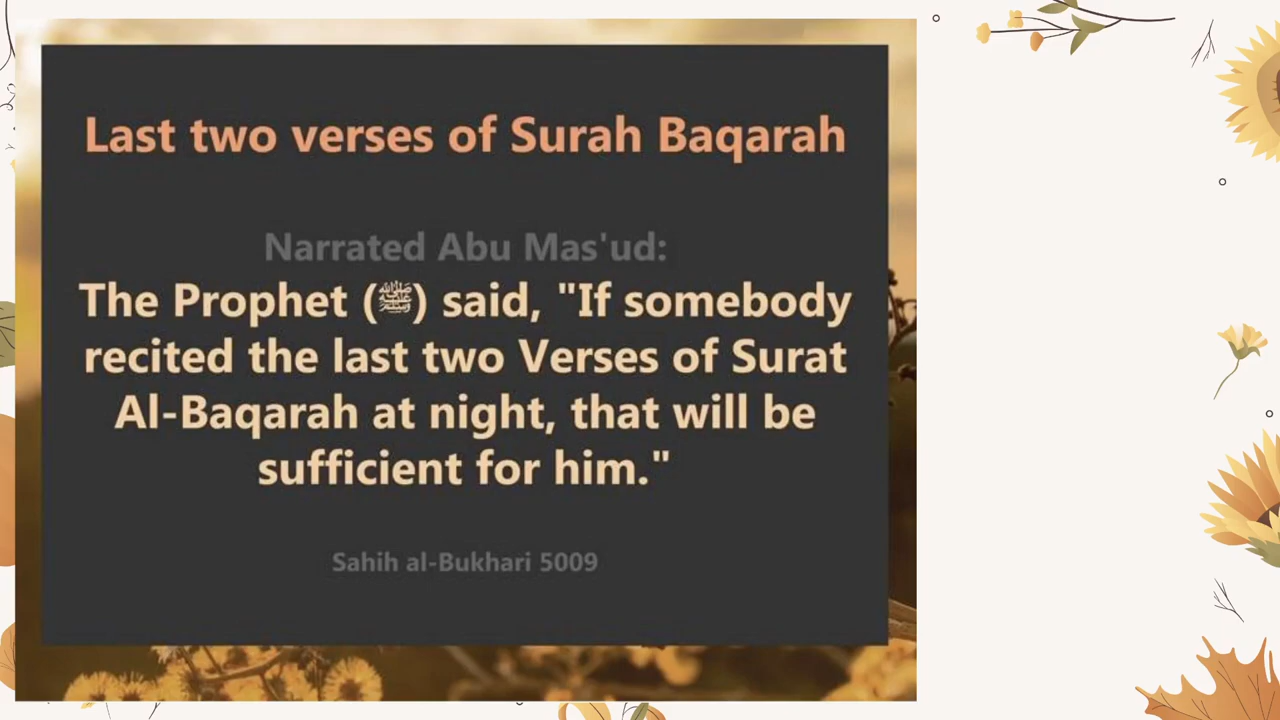 Last two verses of Surah Baqarah
Narrated Abu Mas'ud:
The Prophet (ﷺ) said, "If somebody
recited the last two Verses of Surat
Al-Baqarah at night, that will be
sufficient for him."
Sahih al-Bukhari 5009